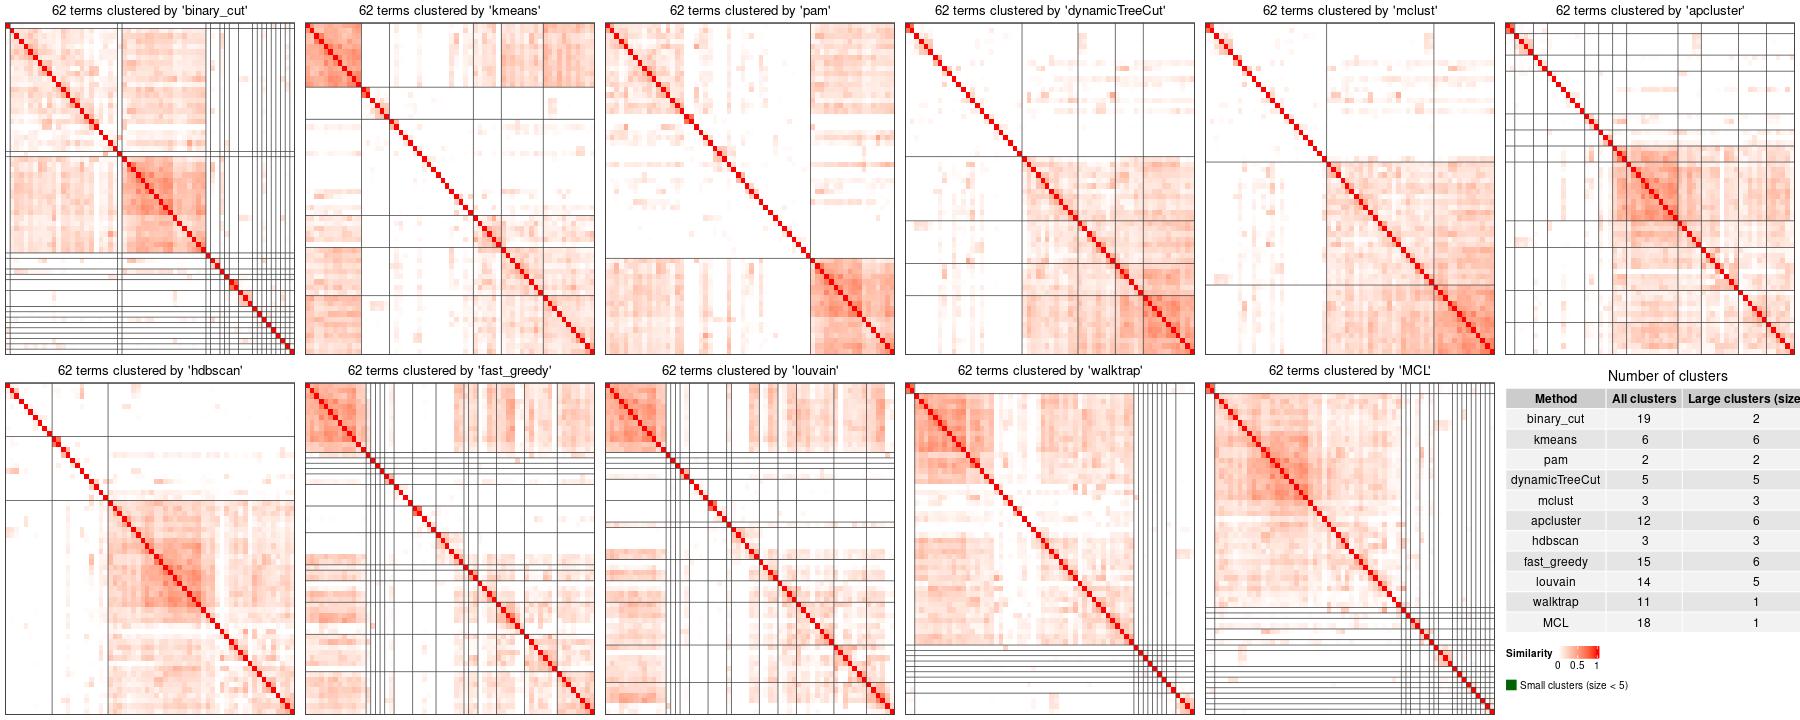 62 terms clustered by 'binary_cut'
62 terms clustered by 'kmeans'
62 terms clustered by 'pam'
62 terms clustered by 'dynamicTreeCut'
62 terms clustered by 'mclust'
62 terms clustered by 'apcluster'
62 terms clustered by 'hdbscan'
62 terms clustered by 'fast_greedy'
62 terms clustered by 'louvain'
62 terms clustered by 'walktrap'
62 terms clustered by 'MCL'
Number of clusters
Method All clusters Large clusters (size
binary_cut 19 2
kmeans 6 6
pam 2 2
dynamicTreeCut 5 5
mclust 3 3
apcluster 12 6
hdbscan 3 3
fast_greedy 15 6
louvain 14 5
walktrap 11 1
MCL 18 1
Similarity
0 0.5 1
Small clusters (size < 5)